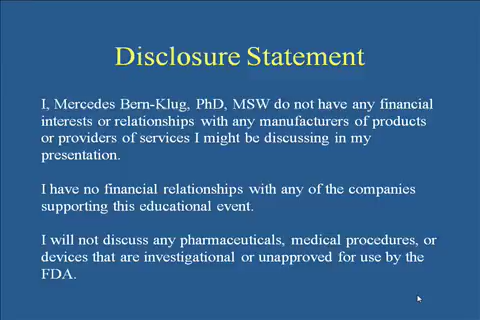 Disclosure Statement
I, Mercedes Bern-Klug, PhD, MSW do not have any financial
interests or relationships with any manufacturers of products
or providers of services I might be discussing in my
presentation.
I have no financial relationships with any of the companies
supporting this educational event.
I will not discuss any pharmaceuticals, medical procedures, or
devices that are investigational or unapproved for use by the
FDA.